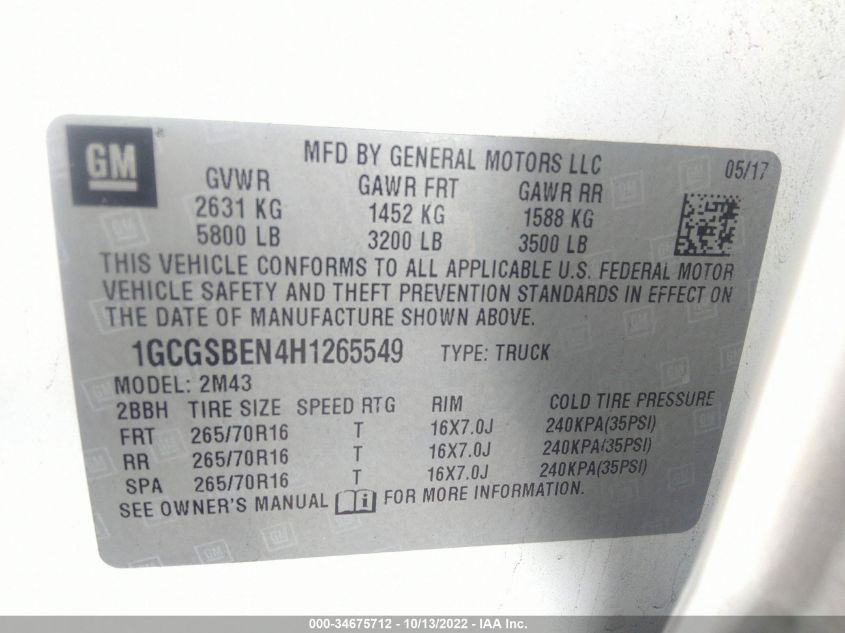 GM
®
MFD BY GENERAL MOTORS LLC 05/17
GVWR GAWR FRT GAWR RR
2631 KG 1452 KG 1588 KG
5800 LB 3200 LB 3500 LB
THIS VEHICLE CONFORMS TO ALL APPLICABLE U.S. FEDERAL MOTOR
VEHICLE SAFETY AND THEFT PREVENTION STANDARDS IN EFFECT ON
THE DATE OF MANUFACTURE SHOWN ABOVE.
1GCGSBEN4H1265549 TYPE: TRUCK
MODEL: 2M43
2BBH TIRE SIZE SPEED RTG RIM COLD TIRE PRESSURE
FRT 265/70R16 T 16X7.0J 240KPA(35PSI)
RR 265/70R16 T 16X7.0J 240KPA(35PSI)
SPA 265/70R16 T 16X7.0J 240KPA(35PSI)
SEE OWNER'S MANUAL FOR MORE INFORMATION.
000-34675712 - 10/13/2022 - IAA Inc.